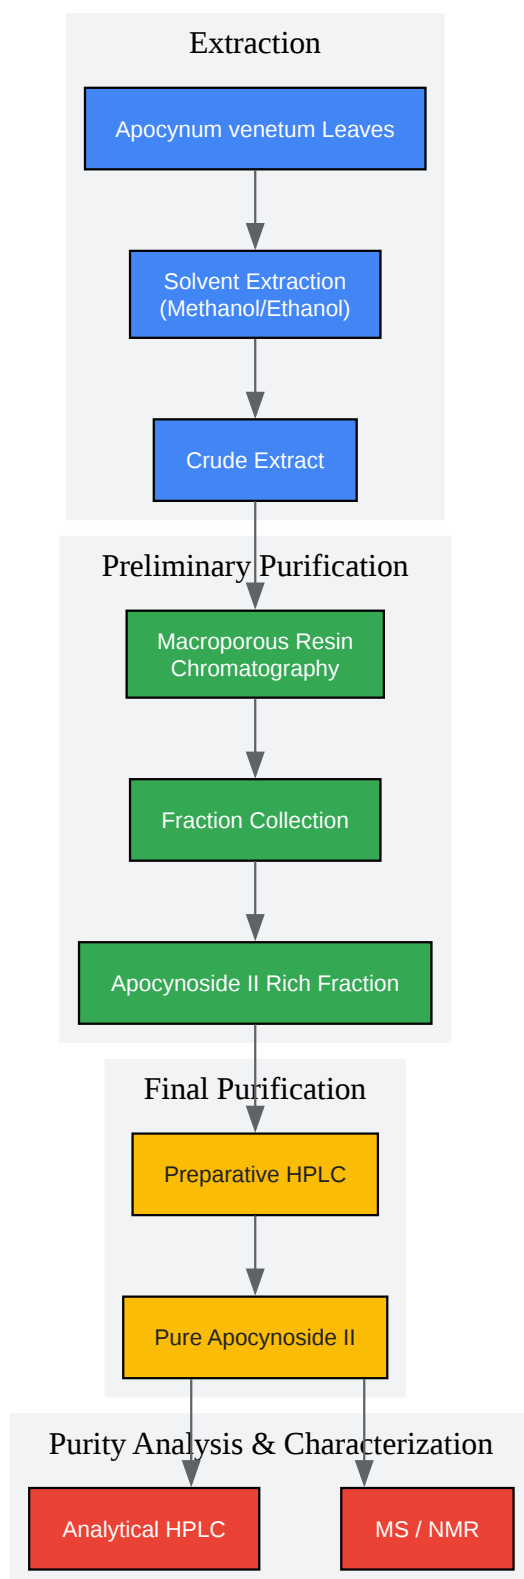 Extraction
Apocynum venetum Leaves
Solvent Extraction
(Methanol/Ethanol)
Crude Extract
Preliminary Purification
Macroporous Resin
Chromatography
Fraction Collection
Apocynoside II Rich Fraction
Final Purification
Preparative HPLC
Pure Apocynoside II
Purity Analysis & Characterization
Analytical HPLC
MS / NMR